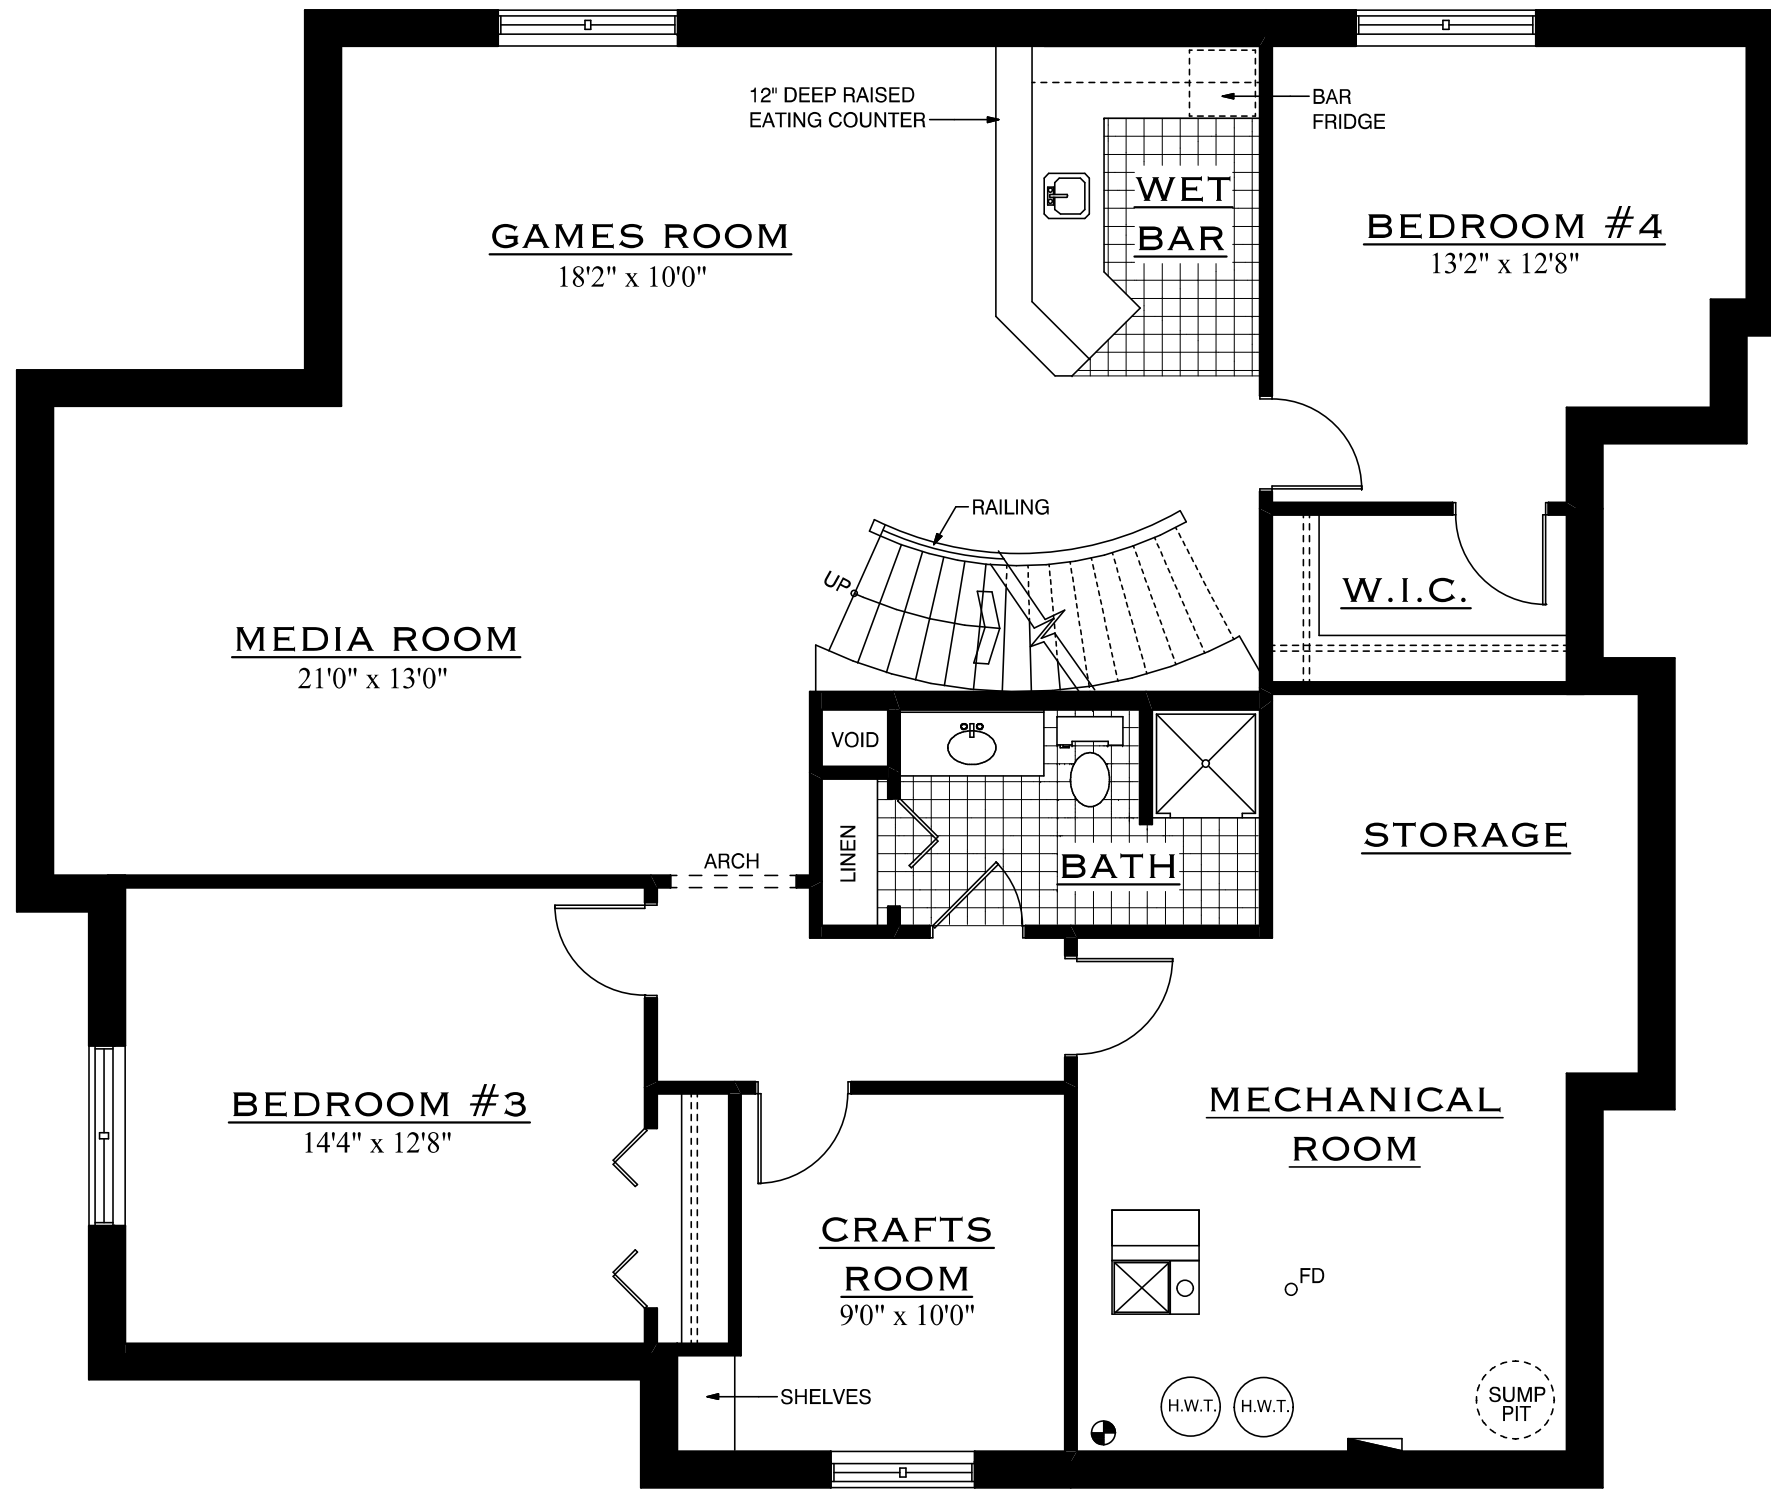 12" DEEP RAISED
EATING COUNTER
BAR
FRIDGE
WET
BAR
GAMES ROOM
18'2" x 10'0"
BEDROOM #4
13'2" x 12'8"
RAILING
UP
W.I.C.
MEDIA ROOM
21'0" x 13'0"
VOID
LINEN
BATH
STORAGE
ARCH
BEDROOM #3
14'4" x 12'8"
MECHANICAL
ROOM
CRAFTS
ROOM
9'0" x 10'0"
FD
SHELVES
H.W.T.
H.W.T.
SUMP
PIT